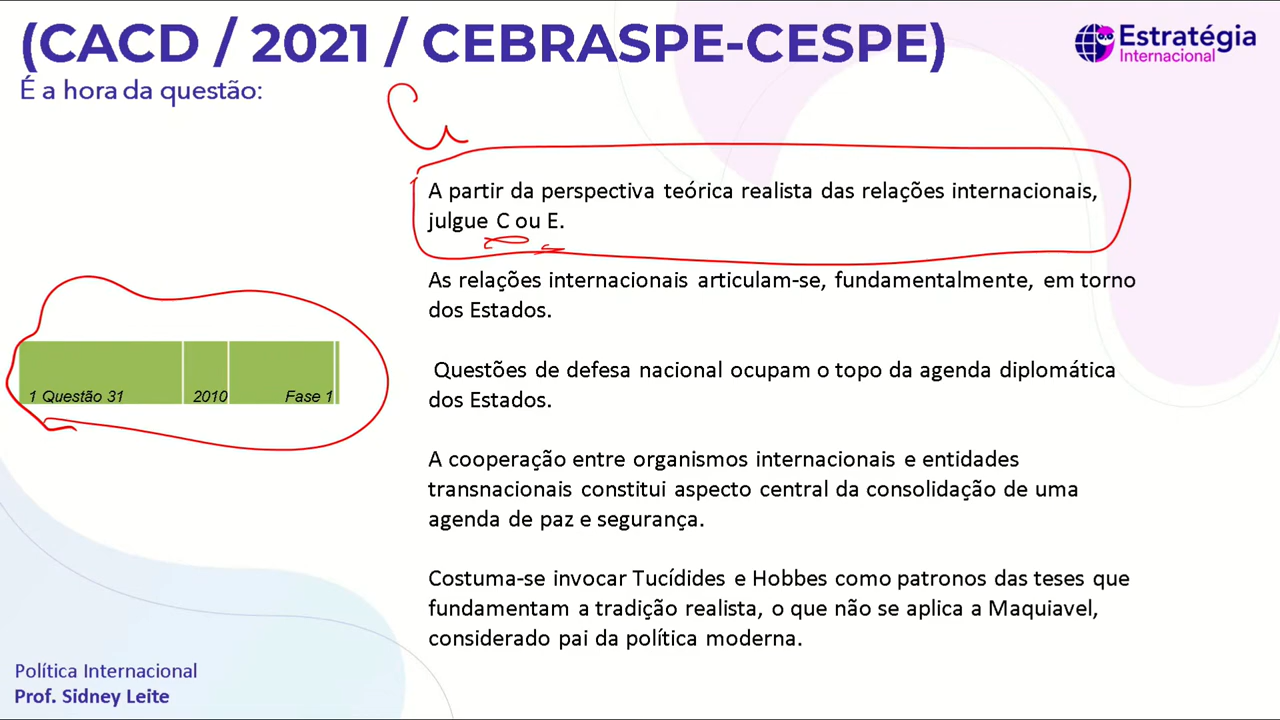 (CACD / 2021 / CEBRASPE-CESPE)
Estratégia
Internacional
É a hora da questão:
A partir da perspectiva teórica realista das relações internacionais,
julgue C ou E.
As relações internacionais articulam-se, fundamentalmente, em torno
dos Estados.
Questões de defesa nacional ocupam o topo da agenda diplomática
dos Estados.
1 Questão 31 2010 Fase 1
A cooperação entre organismos internacionais e entidades
transnacionais constitui aspecto central da consolidação de uma
agenda de paz e segurança.
Costuma-se invocar Tucídides e Hobbes como patronos das teses que
fundamentam a tradição realista, o que não se aplica a Maquiavel,
considerado pai da política moderna.
Política Internacional
Prof. Sidney Leite